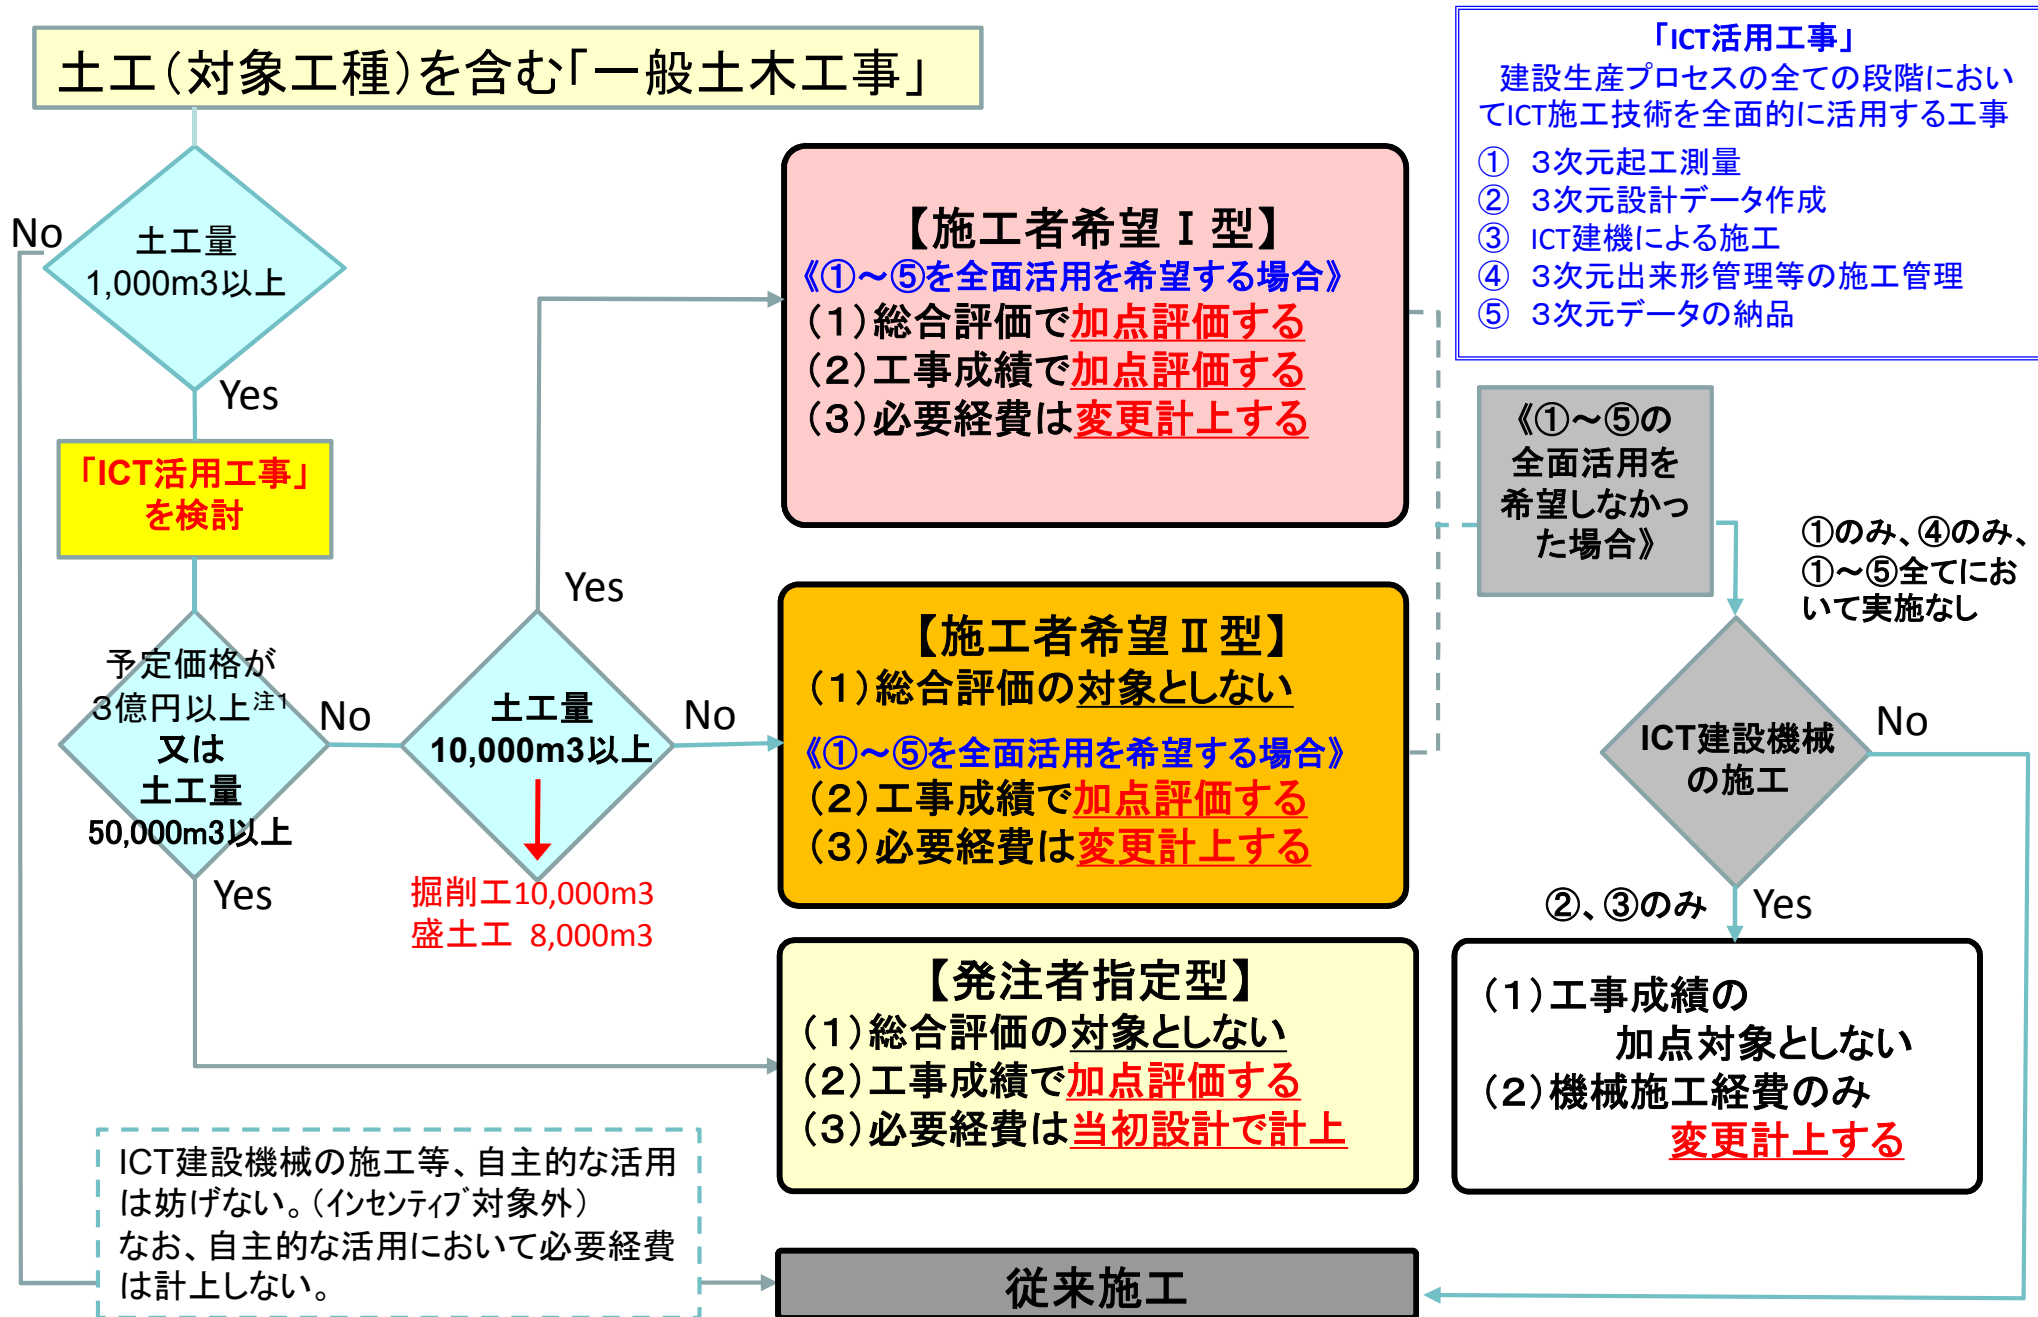 土工（対象工種）を含む「一般土木工事」
「ICT活用工事」
建設生産プロセスの全ての段階におい
てICT施工技術を全面的に活用する工事
① ３次元起工測量
② ３次元設計データ作成
③ ICT建機による施工
④ ３次元出来形管理等の施工管理
⑤ ３次元データの納品
No
土工量
1,000m3以上
Yes
「ICT活用工事」
を検討
予定価格が
３億円以上注1
又は
土工量
50,000m3以上
No
Yes
Yes
土工量
10,000m3以上
No
掘削工10,000m3
盛土工 8,000m3
【施工者希望Ⅰ型】
《①～⑤を全面活用を希望する場合》
（１）総合評価で加点評価する
（２）工事成績で加点評価する
（３）必要経費は変更計上する
【施工者希望Ⅱ型】
（１）総合評価の対象としない
《①～⑤を全面活用を希望する場合》
（２）工事成績で加点評価する
（３）必要経費は変更計上する
【発注者指定型】
（１）総合評価の対象としない
（２）工事成績で加点評価する
（３）必要経費は当初設計で計上
《①～⑤の
全面活用を
希望しなかっ
た場合》
①のみ、④のみ、
①～⑤全てにお
いて実施なし
ICT建設機械
の施工
No
②、③のみ
Yes
（１）工事成績の
加点対象としない
（２）機械施工経費のみ
変更計上する
ICT建設機械の施工等、自主的な活用
は妨げない。（ｲﾝｾﾝﾃｨﾌﾞ対象外）
なお、自主的な活用において必要経費
は計上しない。
従来施工